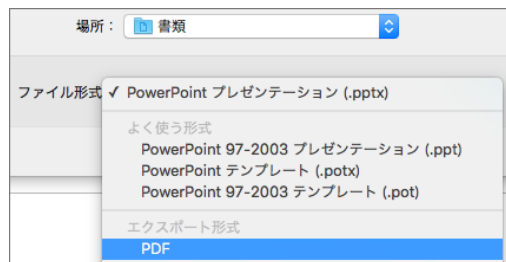 場所： 書類
ファイル形式 ✓ PowerPoint プレゼンテーション (.pptx)
よく使う形式
PowerPoint 97-2003 プレゼンテーション (.ppt)
PowerPoint テンプレート (.potx)
PowerPoint 97-2003 テンプレート (.pot)
エクスポート形式
PDF